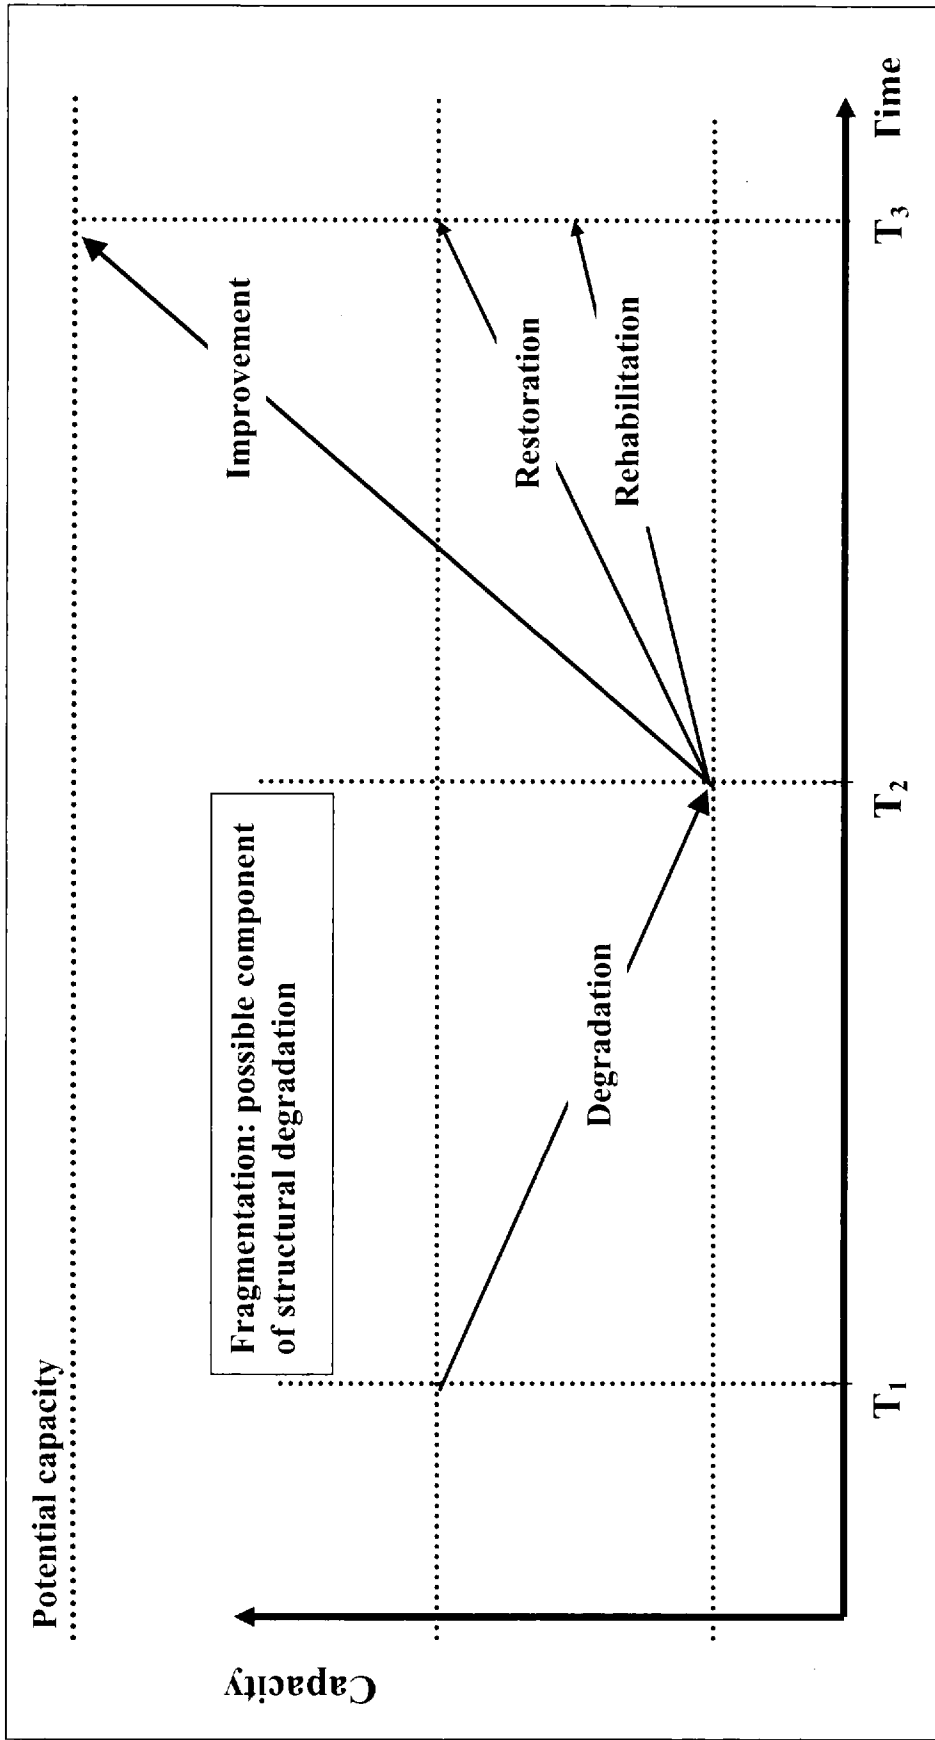 Potential capacity
Capacity
Fragmentation: possible component
of structural degradation
Improvement
Restoration
Rehabilitation
Degradation
T1
T2
T3
Time